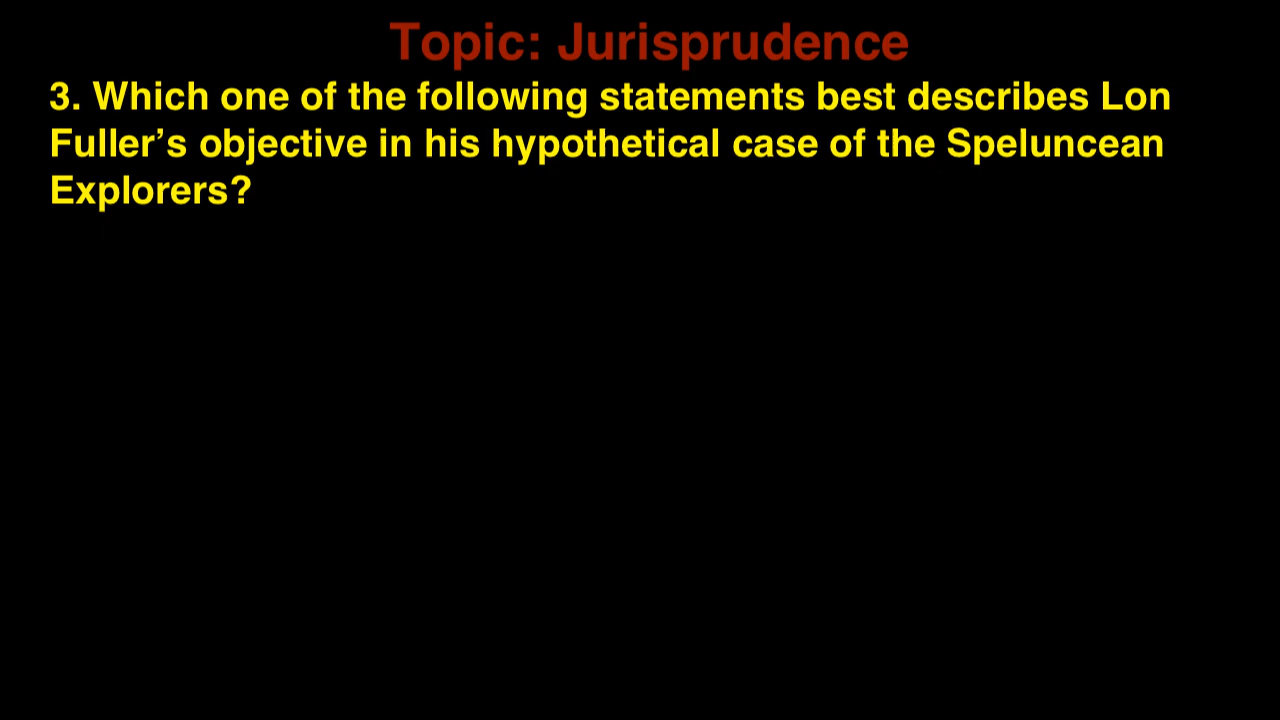 Topic: Jurisprudence
3. Which one of the following statements best describes Lon
Fuller’s objective in his hypothetical case of the Speluncean
Explorers?